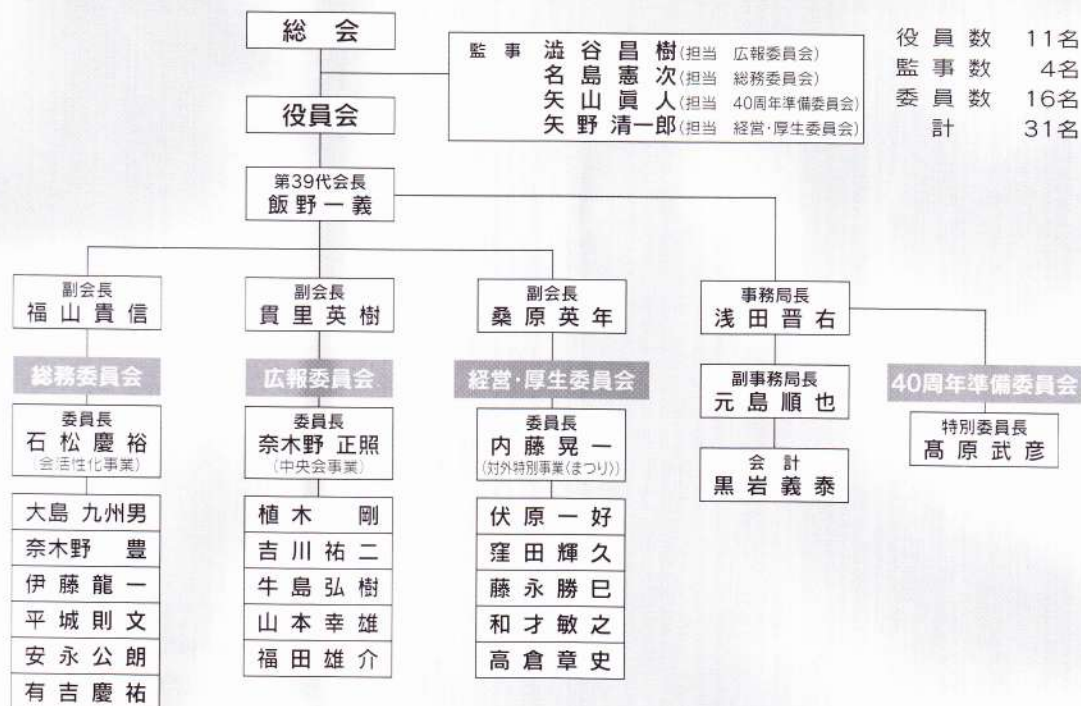 総会
監事 澁谷昌樹(担当 広報委員会)
名島憲次(担当 総務委員会)
矢山眞人(担当 40周年準備委員会)
矢野清一郎(担当 経営・厚生委員会)
役員数 11名
監事数 4名
委員数 16名
計 31名
役員会
第39代会長
飯野一義
副会長
福山貴信
総務委員会
委員長
石松慶裕
(会活性化事業)
大島 九州男
奈木野 豊
伊藤龍一
平城則文
安永公朗
有吉慶祐
副会長
貫里英樹
広報委員会
委員長
奈木野 正照
(中央会事業)
植木 剛
吉川祐二
牛島弘樹
山本幸雄
福田雄介
副会長
桑原英年
経営・厚生委員会
委員長
内藤晃一
(対外特別事業〈まつり〉)
伏原一好
窪田輝久
藤永勝巳
和才敏之
高倉章史
事務局長
浅田晋右
副事務局長
元島順也
会計
黒岩義泰
40周年準備委員会
特別委員長
髙原武彦